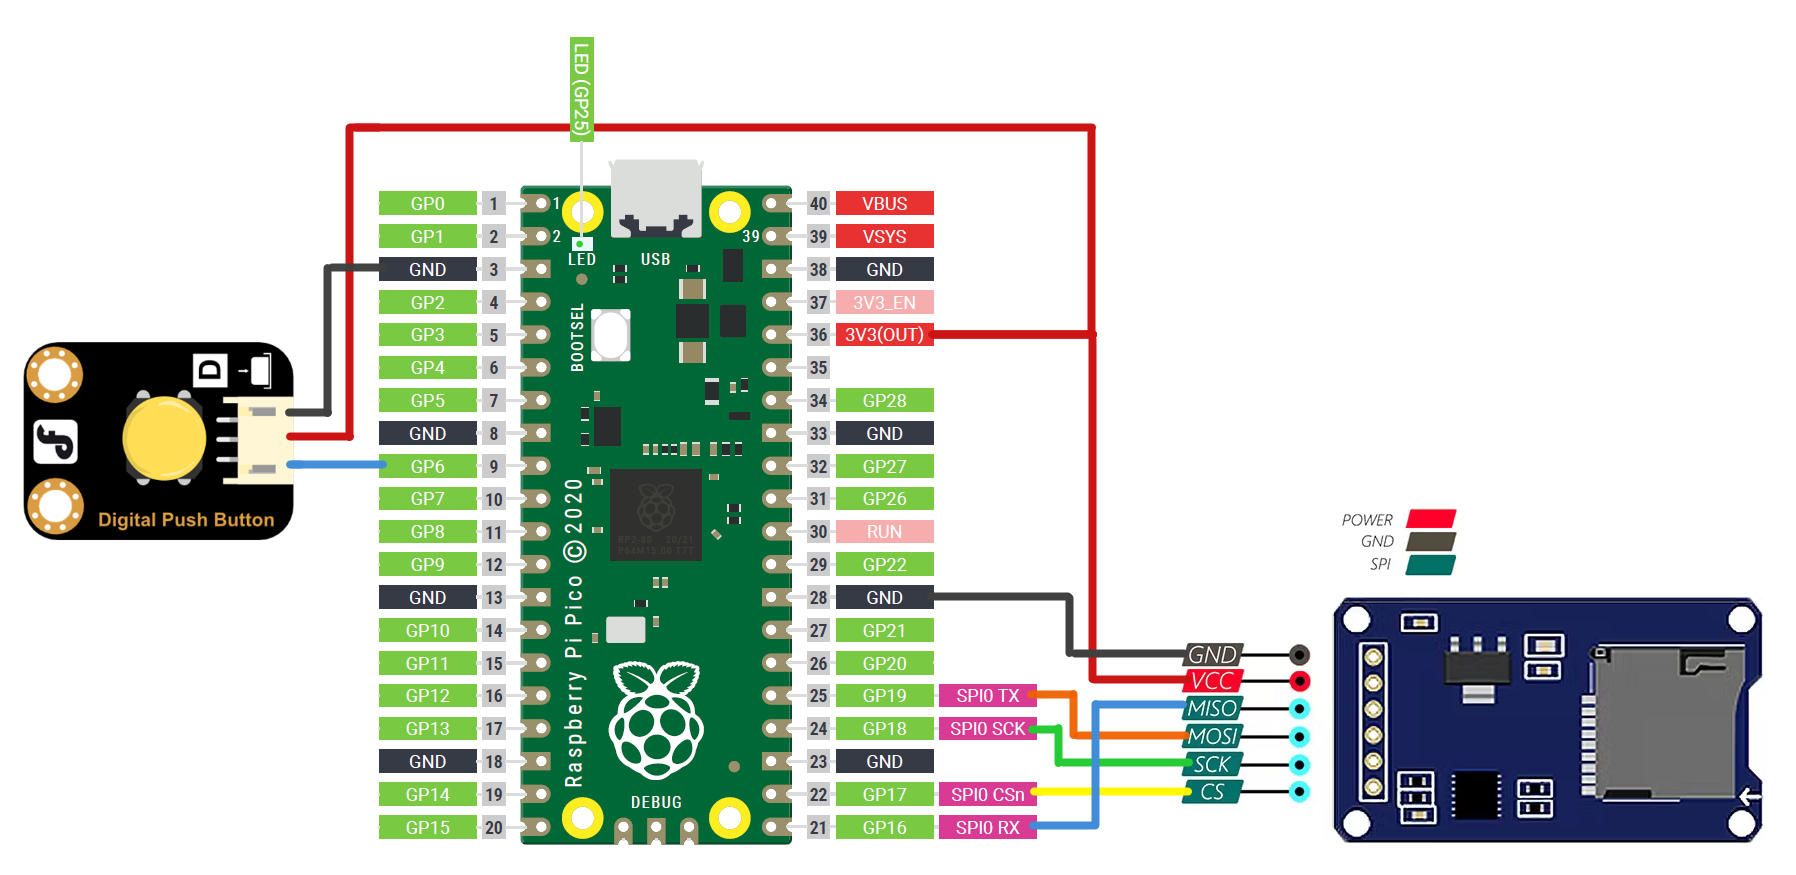 LED (GP25)
GP0 1 1 40 VBUS
GP1 2 2 39 39 VSYS
LED USB
GND 3 38 GND
GP2 4 37 3V3_EN
BOOTSEL
GP3 5 36 3V3(OUT)
GP4 6 35
GP5 7 34 GP28
GND 8 33 GND
GP6 9 32 GP27
GP7 10 31 GP26
GP8 11 30 RUN
GP9 12 29 GP22
GND 13 28 GND
GP10 14 27 GP21
GP11 15 26 GP20
GP12 16 25 GP19 SPI0 TX
GP13 17 24 GP18 SPI0 SCK
GND 18 23 GND
GP14 19 22 GP17 SPI0 CSn
GP15 20 21 GP16 SPI0 RX
Raspberry Pi Pico © 2020
DEBUG
D
Digital Push Button
POWER
GND
SPI
GND
VCC
MISO
MOSI
SCK
CS